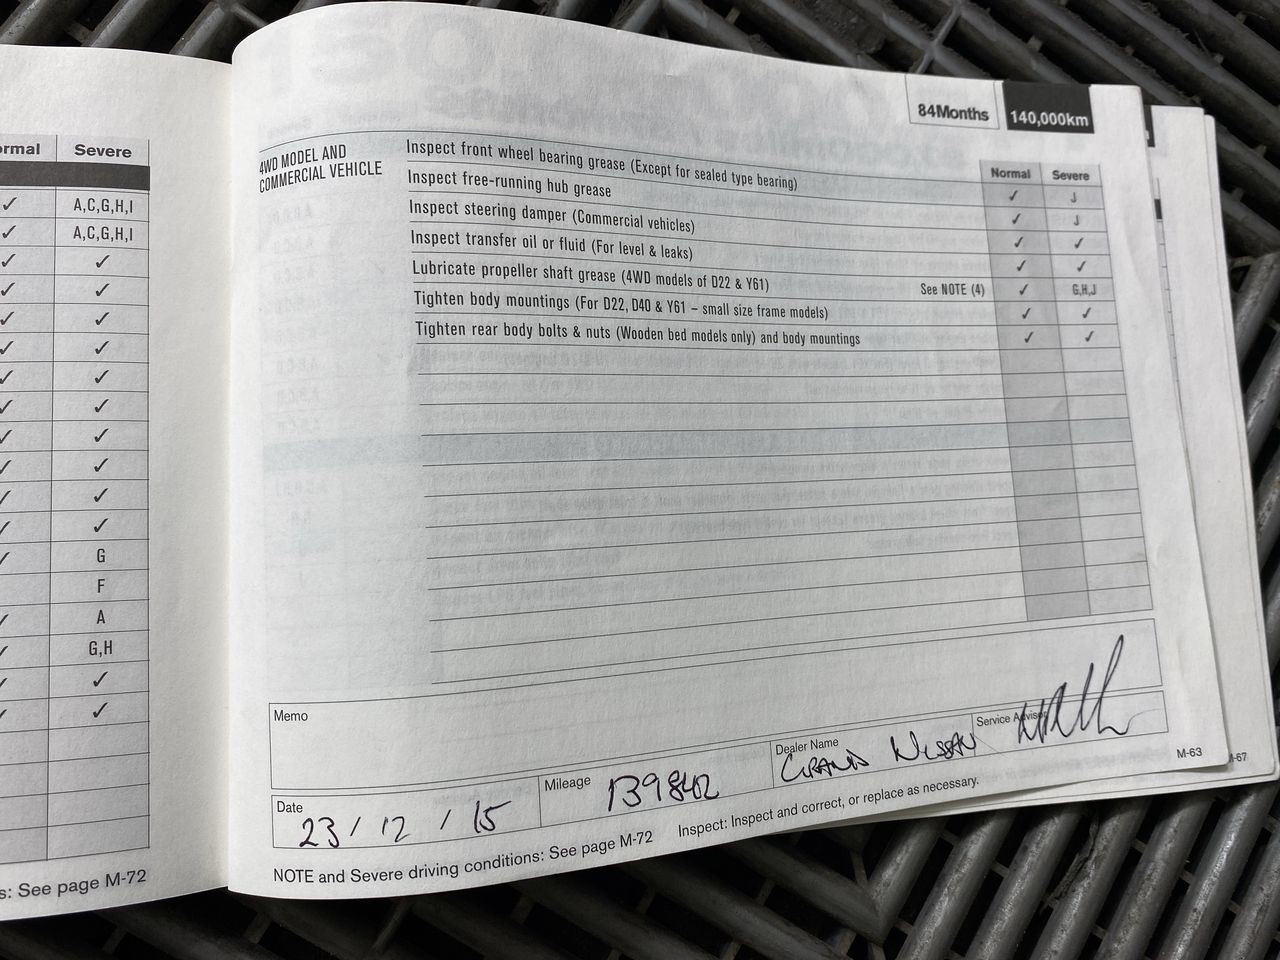 ormal Severe
✓ A,C,G,H,I
✓ A,C,G,H,I
✓ ✓
✓ ✓
✓ ✓
✓ ✓
✓ ✓
✓ ✓
✓ ✓
✓ ✓
✓ ✓
✓ ✓
✓ G
F
✓ A
✓ G,H
✓ ✓
✓ ✓
s: See page M-72
84Months 140,000km
Normal Severe
4WD MODEL AND
COMMERCIAL VEHICLE
Inspect front wheel bearing grease (Except for sealed type bearing) ✓ J
Inspect free-running hub grease ✓ J
Inspect steering damper (Commercial vehicles) ✓ ✓
Inspect transfer oil or fluid (For level & leaks) ✓ ✓
Lubricate propeller shaft grease (4WD models of D22 & Y61) See NOTE (4) ✓ G,H,J
Tighten body mountings (For D22, D40 & Y61 – small size frame models) ✓ ✓
Tighten rear body bolts & nuts (Wooden bed models only) and body mountings ✓ ✓
Memo
Date 23/12/15 Mileage 139842 Dealer Name GRAND NISSAN Service Advisor
NOTE and Severe driving conditions: See page M-72 Inspect: Inspect and correct, or replace as necessary.
M-63
M-67